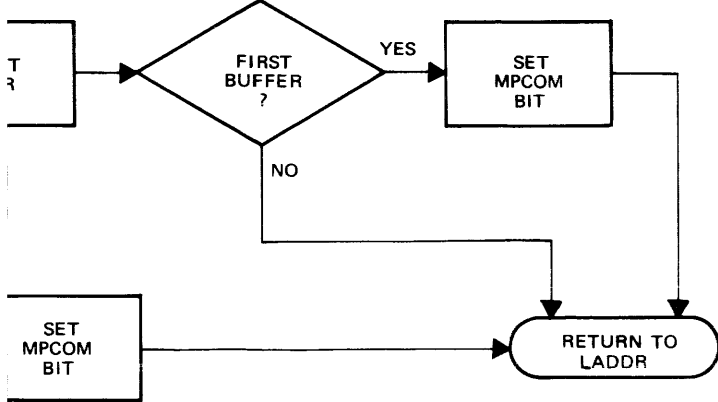 T
R
FIRST
BUFFER
?
YES
SET
MPCOM
BIT
NO
SET
MPCOM
BIT
RETURN TO
LADDR